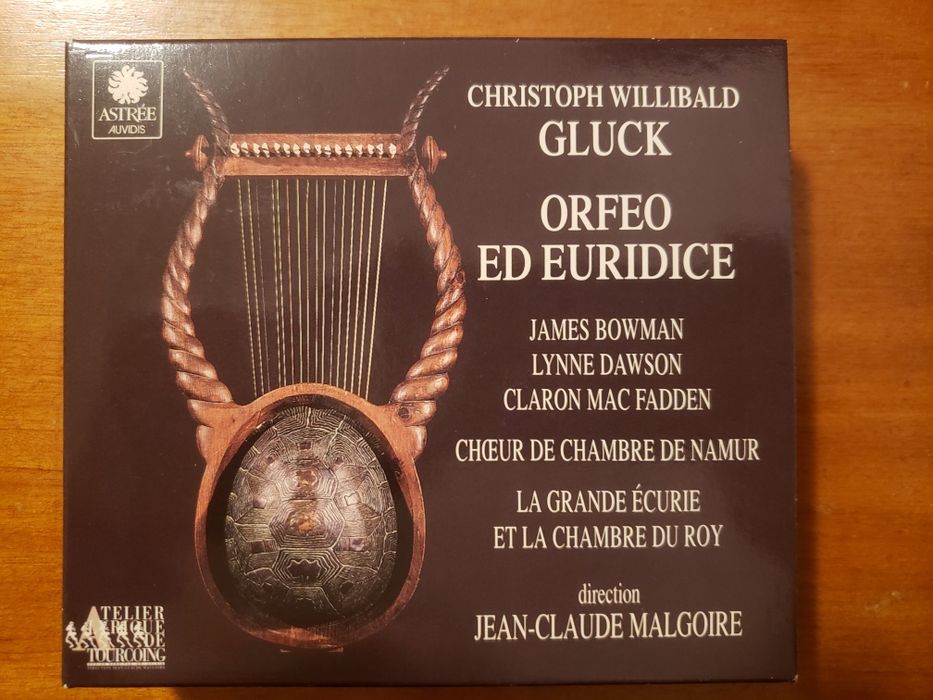 ASTRÉE
AUVIDIS
CHRISTOPH WILLIBALD
GLUCK
ORFEO
ED EURIDICE
JAMES BOWMAN
LYNNE DAWSON
CLARON MAC FADDEN
CHŒUR DE CHAMBRE DE NAMUR
LA GRANDE ÉCURIE
ET LA CHAMBRE DU ROY
direction
JEAN-CLAUDE MALGOIRE
ATELIER
DE
TOURCOING